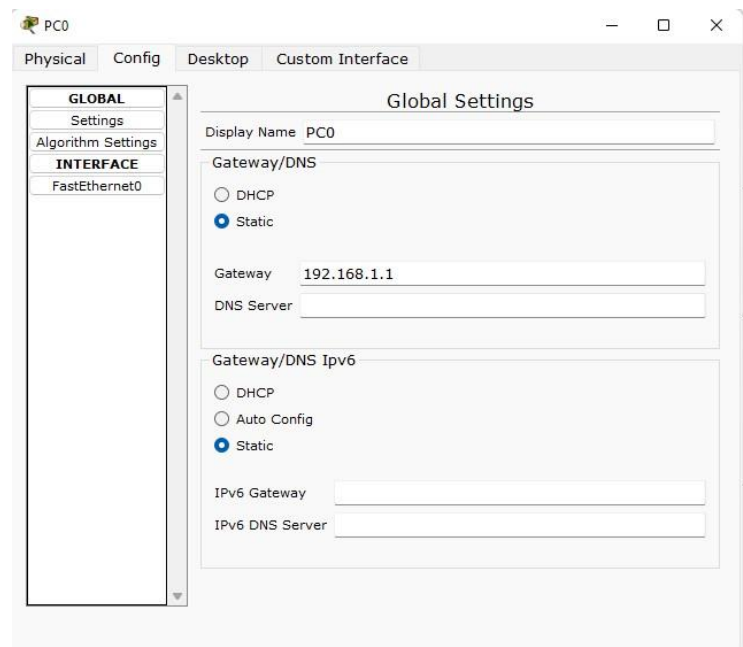 PC0
Physical Config Desktop Custom Interface
GLOBAL
Settings
Algorithm Settings
INTERFACE
FastEthernet0
Global Settings
Display Name PC0
Gateway/DNS
DHCP
Static
Gateway 192.168.1.1
DNS Server
Gateway/DNS Ipv6
DHCP
Auto Config
Static
IPv6 Gateway
IPv6 DNS Server